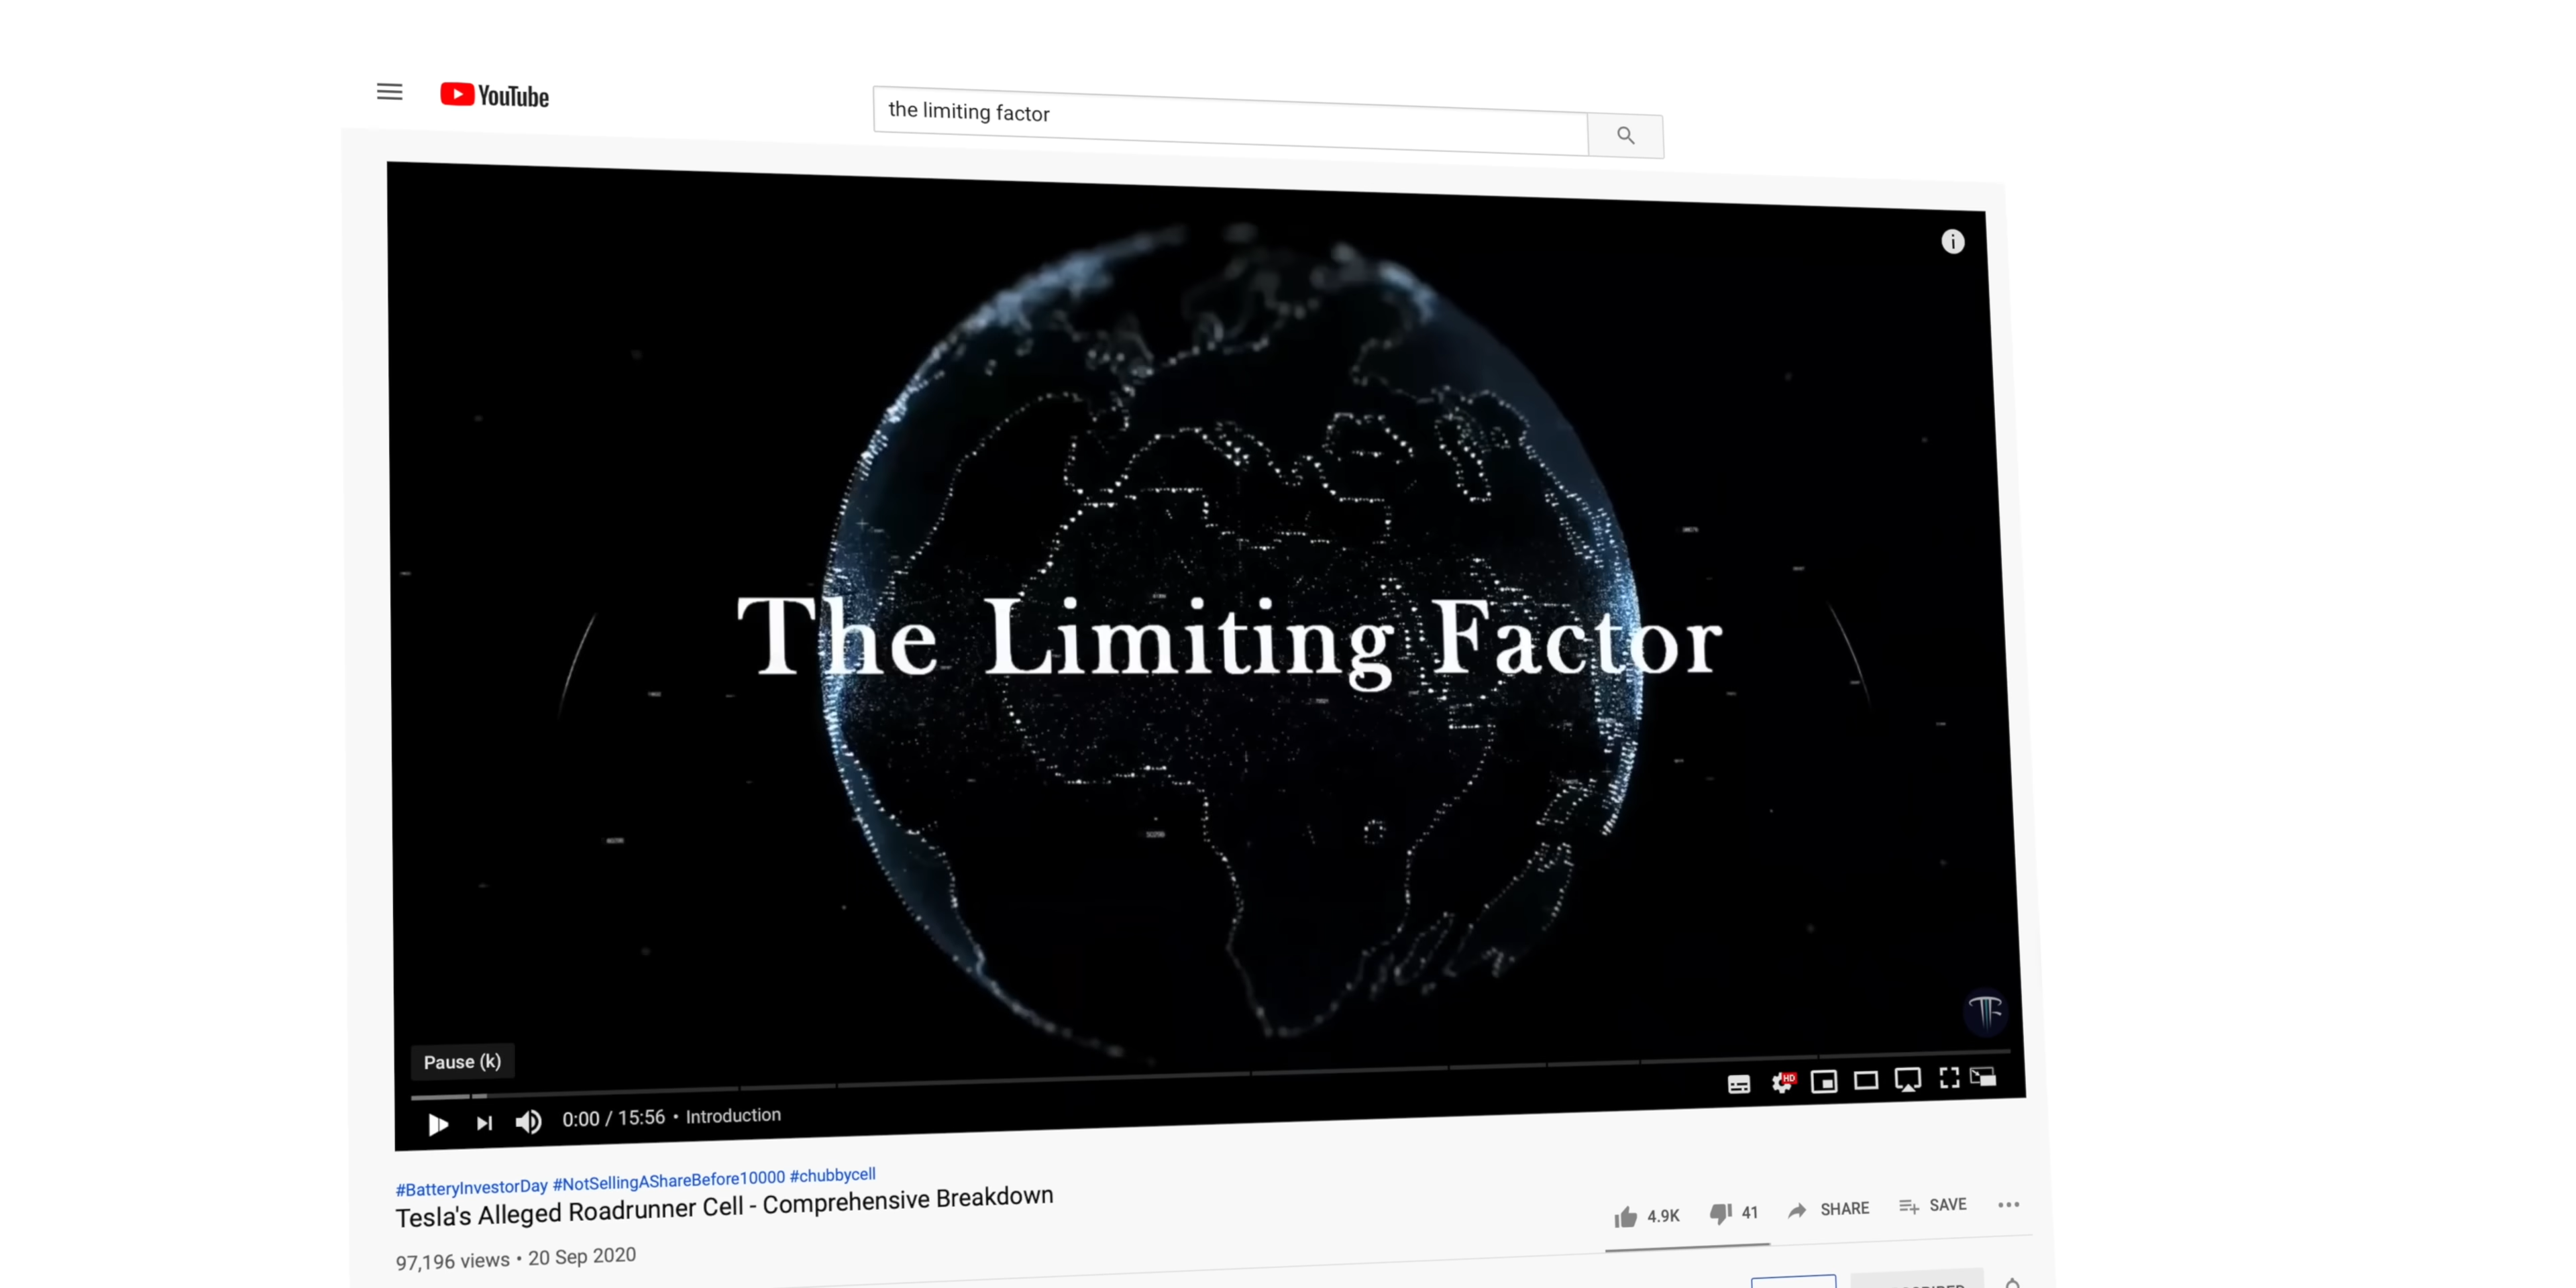 YouTube
the limiting factor
The Limiting Factor
Pause (k)
HD
0:00 / 15:56 • Introduction
#BatteryInvestorDay #NotSellingAShareBefore10000 #chubbycell
Tesla's Alleged Roadrunner Cell - Comprehensive Breakdown
97,196 views • 20 Sep 2020
4.9K
41
SHARE
SAVE